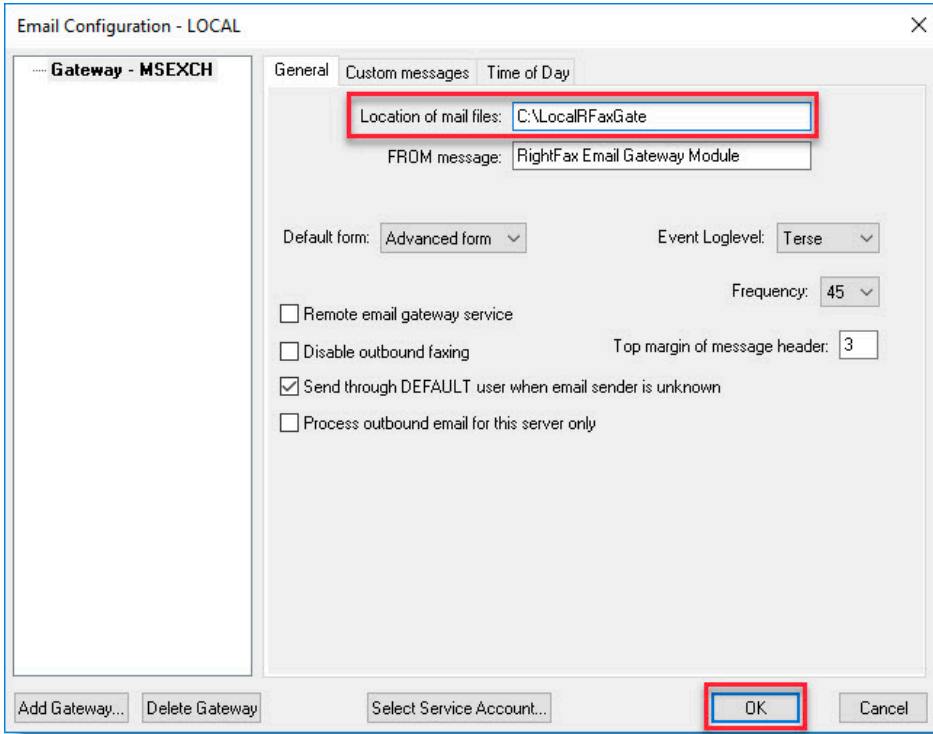 Email Configuration - LOCAL
Gateway - MSEXCH
General
Custom messages
Time of Day
Location of mail files: C:\LocalRFaxGate
FROM message: RightFax Email Gateway Module
Default form: Advanced form
Event Loglevel: Terse
Frequency: 45
Remote email gateway service
Disable outbound faxing
Top margin of message header: 3
Send through DEFAULT user when email sender is unknown
Process outbound email for this server only
Add Gateway...
Delete Gateway
Select Service Account...
OK
Cancel